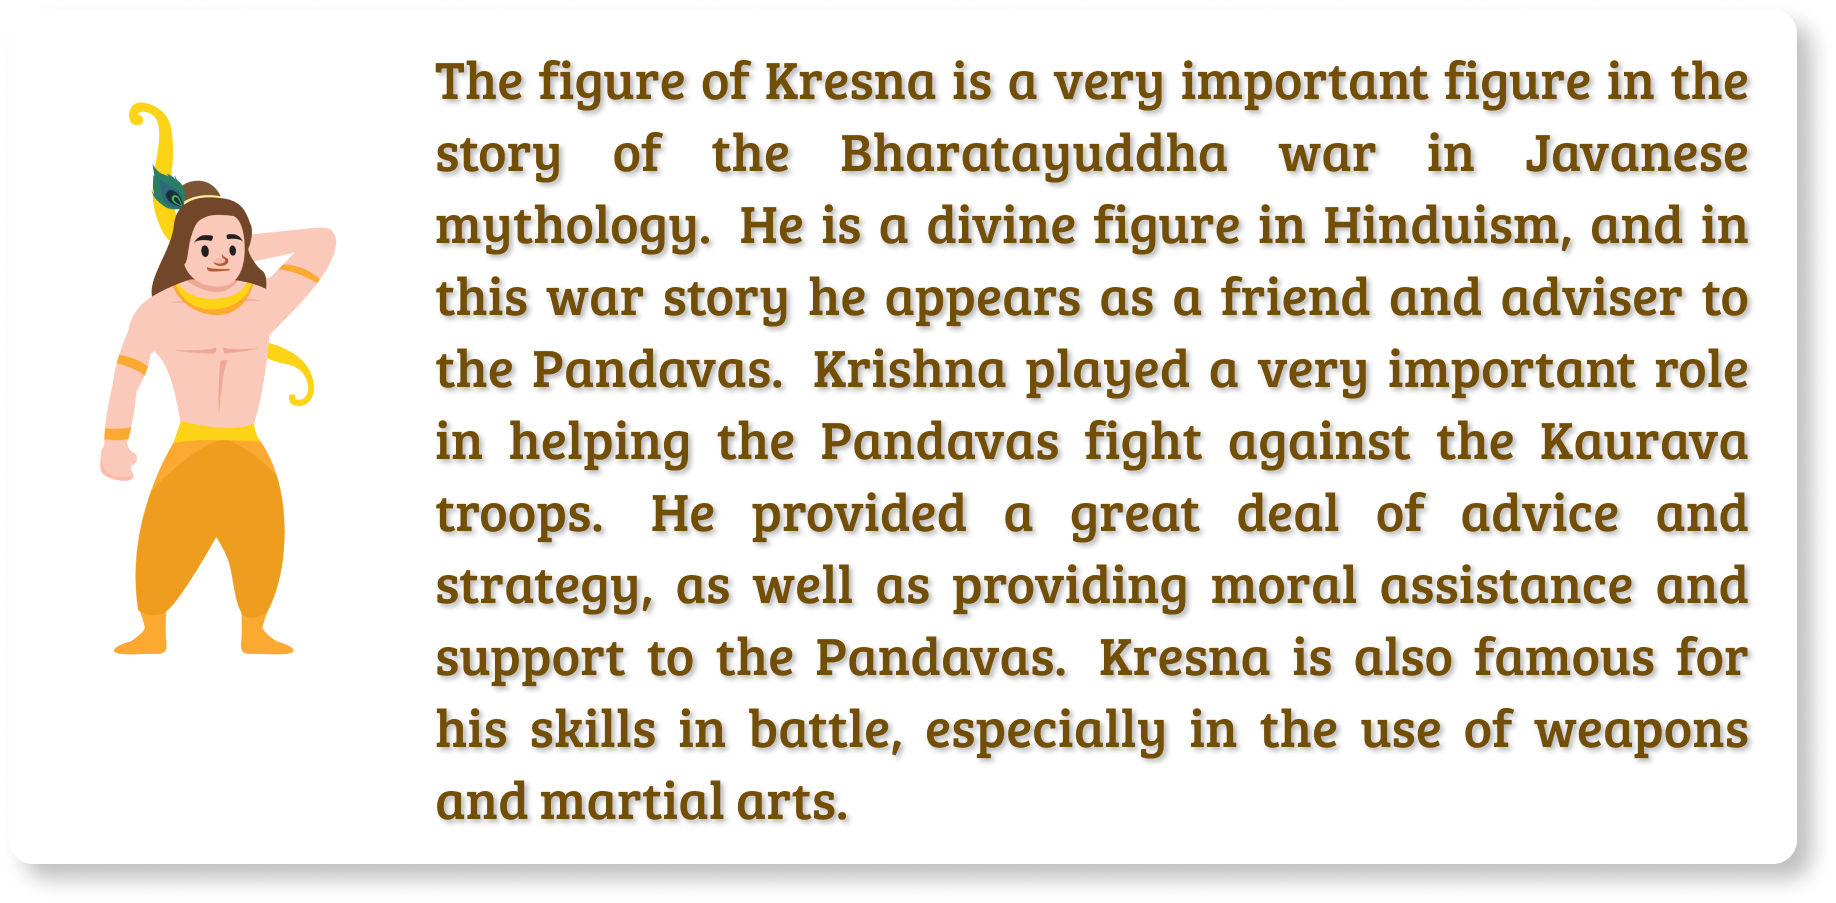 The figure of Kresna is a very important figure in the
story of the Bharatayuddha war in Javanese
mythology. He is a divine figure in Hinduism, and in
this war story he appears as a friend and adviser to
the Pandavas. Krishna played a very important role
in helping the Pandavas fight against the Kaurava
troops. He provided a great deal of advice and
strategy, as well as providing moral assistance and
support to the Pandavas. Kresna is also famous for
his skills in battle, especially in the use of weapons
and martial arts.